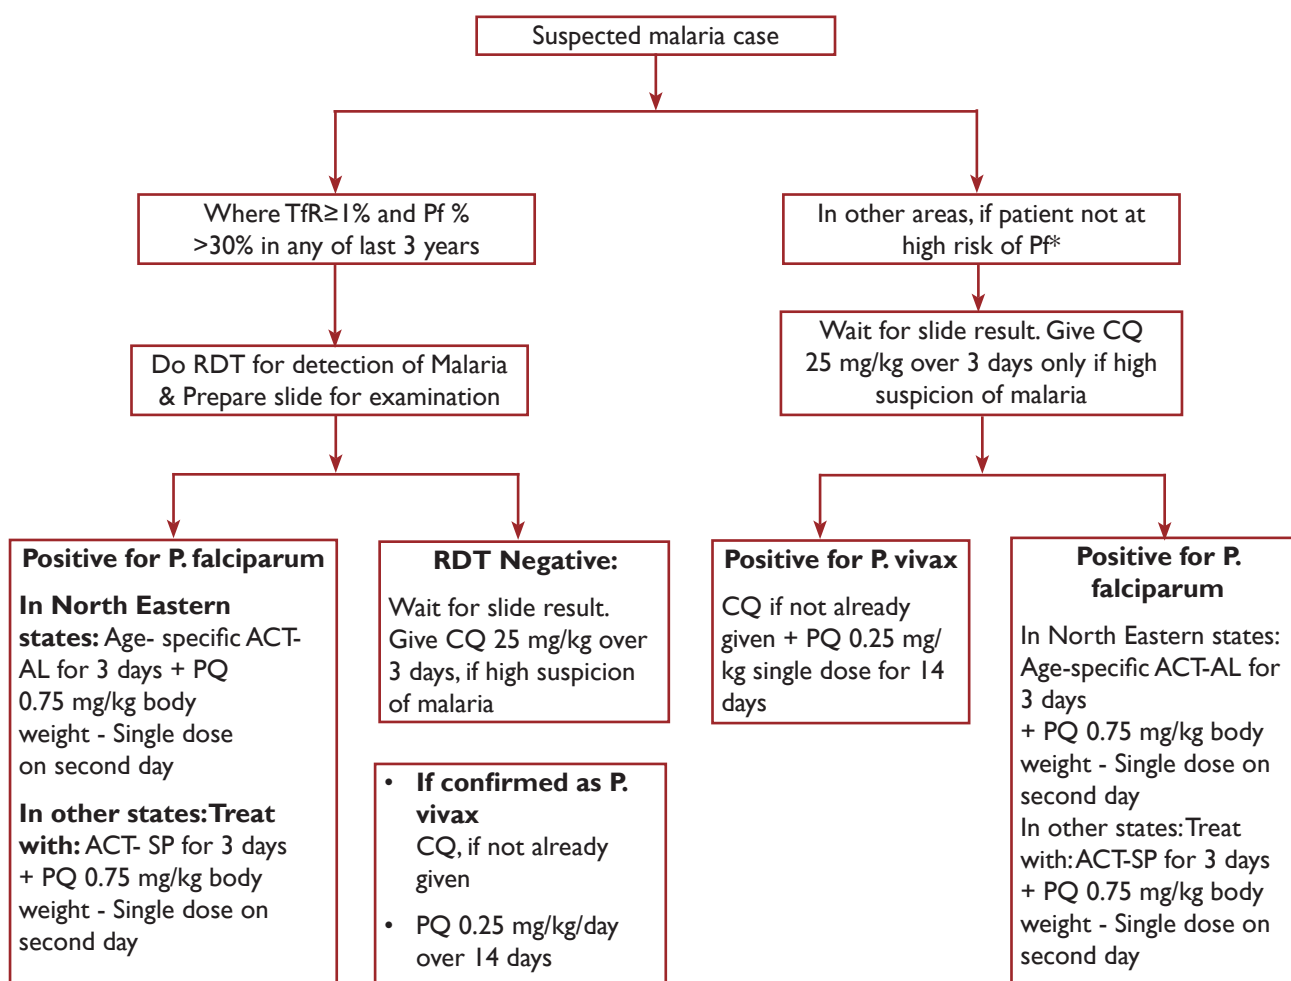 Suspected malaria case
Where TfR≥1% and Pf %
>30% in any of last 3 years
In other areas, if patient not at
high risk of Pf*
Do RDT for detection of Malaria
& Prepare slide for examination
Wait for slide result. Give CQ
25 mg/kg over 3 days only if high
suspicion of malaria
Positive for P. falciparum
In North Eastern
states: Age- specific ACT-
AL for 3 days + PQ
0.75 mg/kg body
weight - Single dose
on second day
In other states: Treat
with: ACT- SP for 3 days
+ PQ 0.75 mg/kg body
weight - Single dose on
second day
RDT Negative:
Wait for slide result.
Give CQ 25 mg/kg over
3 days, if high suspicion
of malaria
• If confirmed as P.
vivax
CQ, if not already
given
• PQ 0.25 mg/kg/day
over 14 days
Positive for P. vivax
CQ if not already
given + PQ 0.25 mg/
kg single dose for 14
days
Positive for P.
falciparum
In North Eastern states:
Age-specific ACT-AL for
3 days
+ PQ 0.75 mg/kg body
weight - Single dose on
second day
In other states: Treat
with: ACT-SP for 3 days
+ PQ 0.75 mg/kg body
weight - Single dose on
second day